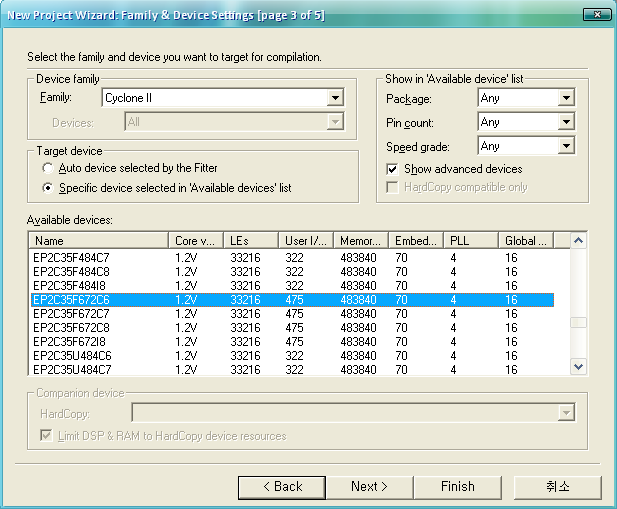 New Project Wizard: Family & Device Settings [page 3 of 5]
Select the family and device you want to target for compilation.
Device family
Family: Cyclone II
Devices: All
Show in 'Available device' list
Package: Any
Pin count: Any
Speed grade: Any
Show advanced devices
HardCopy compatible only
Target device
Auto device selected by the Fitter
Specific device selected in 'Available devices' list
Available devices:
Name Core v... LEs User I/... Memor... Embed... PLL Global ...
EP2C35F484C7 1.2V 33216 322 483840 70 4 16
EP2C35F484C8 1.2V 33216 322 483840 70 4 16
EP2C35F484I8 1.2V 33216 322 483840 70 4 16
EP2C35F672C6 1.2V 33216 475 483840 70 4 16
EP2C35F672C7 1.2V 33216 475 483840 70 4 16
EP2C35F672C8 1.2V 33216 475 483840 70 4 16
EP2C35F672I8 1.2V 33216 475 483840 70 4 16
EP2C35U484C6 1.2V 33216 322 483840 70 4 16
EP2C35U484C7 1.2V 33216 322 483840 70 4 16
Companion device
HardCopy:
Limit DSP & RAM to HardCopy device resources
< Back Next > Finish 취소